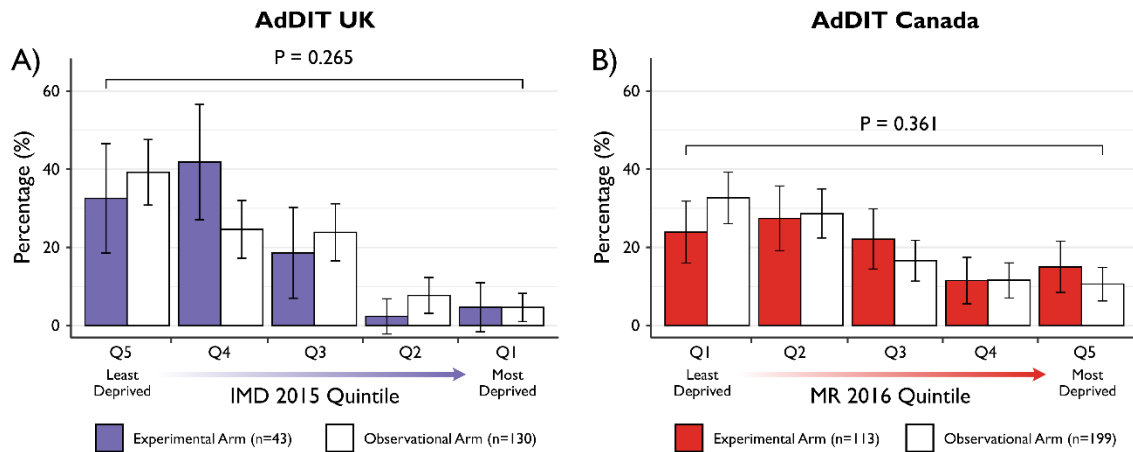 AdDIT UK
A)
P = 0.265
60
40
20
0
Percentage (%)
Q5 Q4 Q3 Q2 Q1
Least Deprived
Most Deprived
IMD 2015 Quintile
Experimental Arm (n=43) Observational Arm (n=130)
AdDIT Canada
B)
P = 0.361
60
40
20
0
Percentage (%)
Q1 Q2 Q3 Q4 Q5
Least Deprived
Most Deprived
MR 2016 Quintile
Experimental Arm (n=113) Observational Arm (n=199)